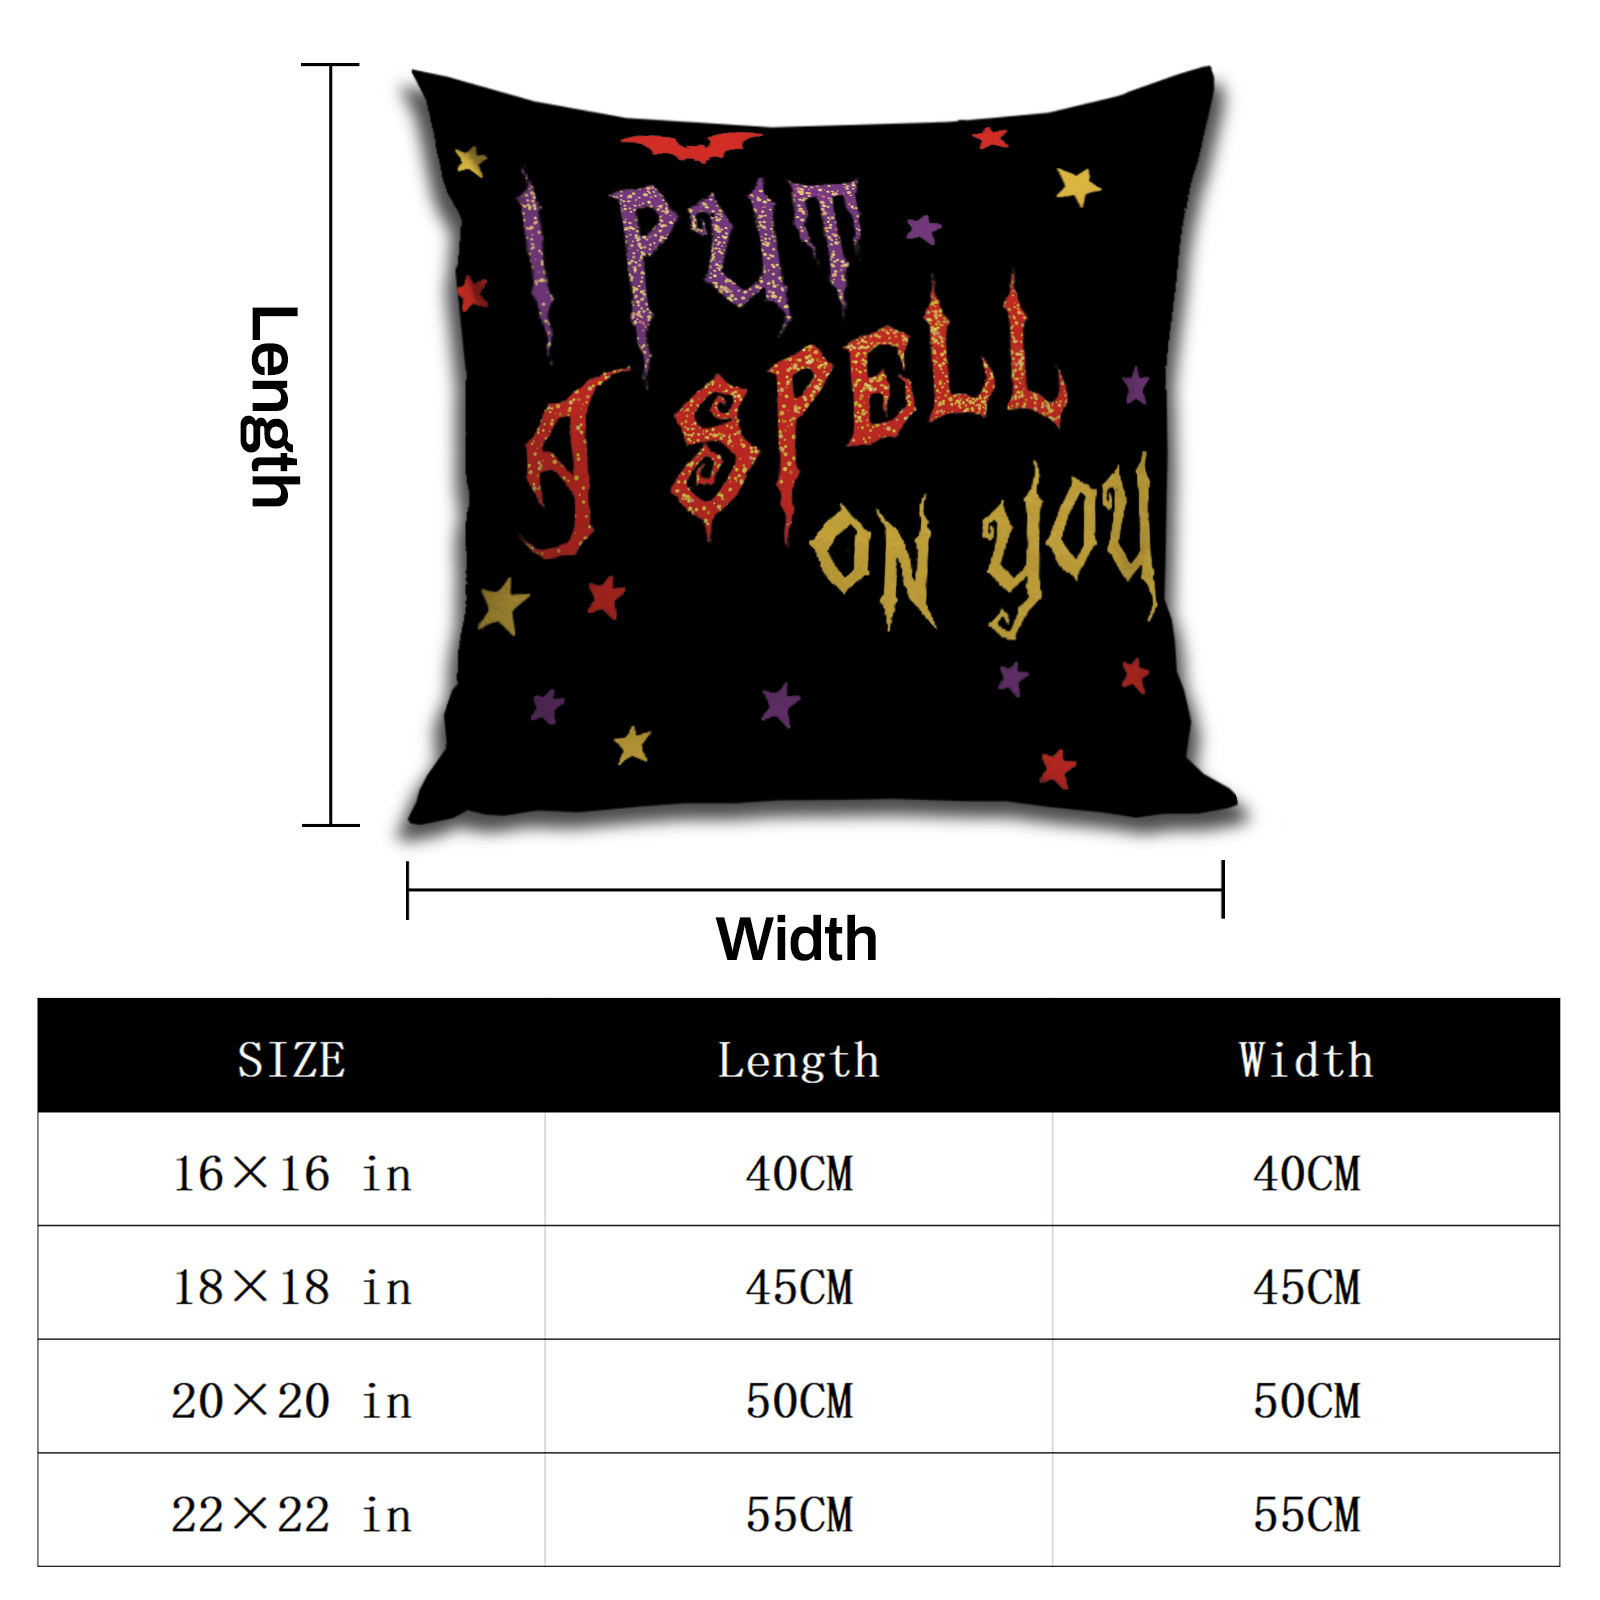 I PUT
A SPELL
ON YOU
Length
Width
SIZE Length Width
16×16 in 40CM 40CM
18×18 in 45CM 45CM
20×20 in 50CM 50CM
22×22 in 55CM 55CM